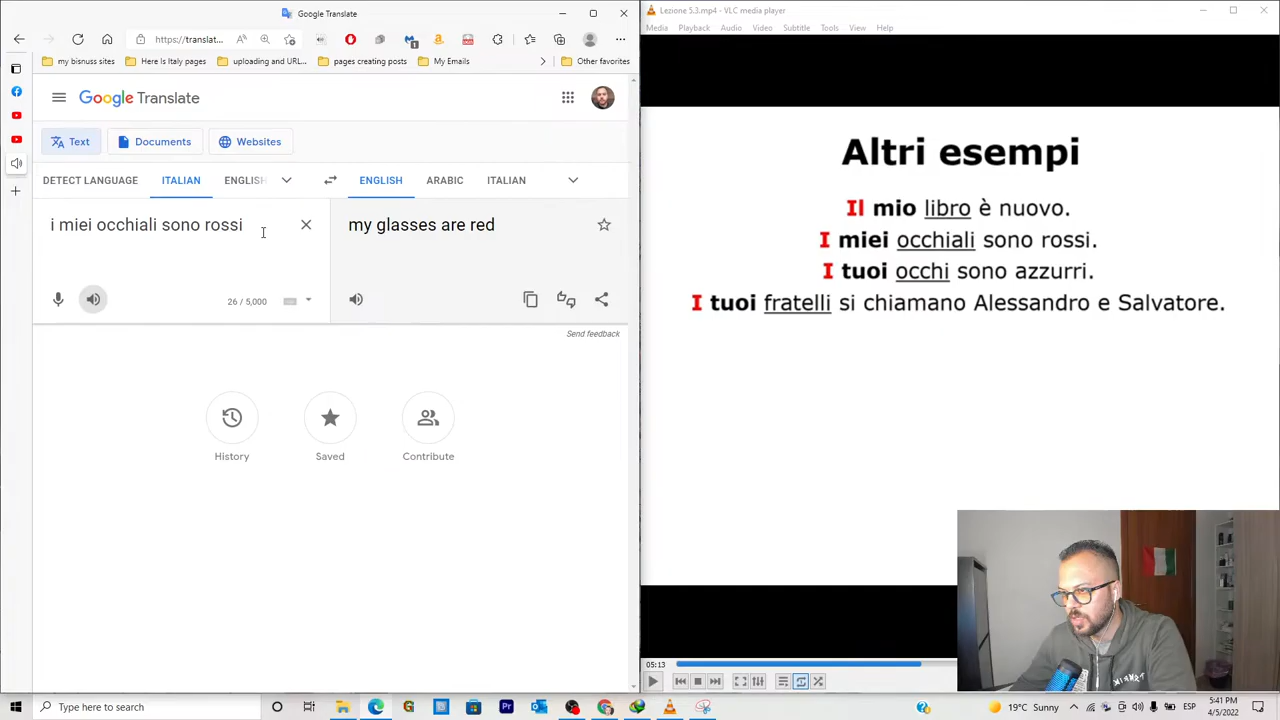 Google Translate
Lezione 5.3.mp4 - VLC media player
Media Playback Audio Video Subtitle Tools View Help
my bisnuss sites Here Is Italy pages uploading and URL... pages creating posts My Emails Other favorites
Google Translate
Text Documents Websites
DETECT LANGUAGE ITALIAN ENGLISH ENGLISH ARABIC ITALIAN
i miei occhiali sono rossi
my glasses are red
26 / 5,000
Send feedback
History Saved Contribute
Altri esempi
Il mio libro è nuovo.
I miei occhiali sono rossi.
I tuoi occhi sono azzurri.
I tuoi fratelli si chiamano Alessandro e Salvatore.
05:13
Type here to search
19°C Sunny
ESP
5:41 PM
4/5/2022